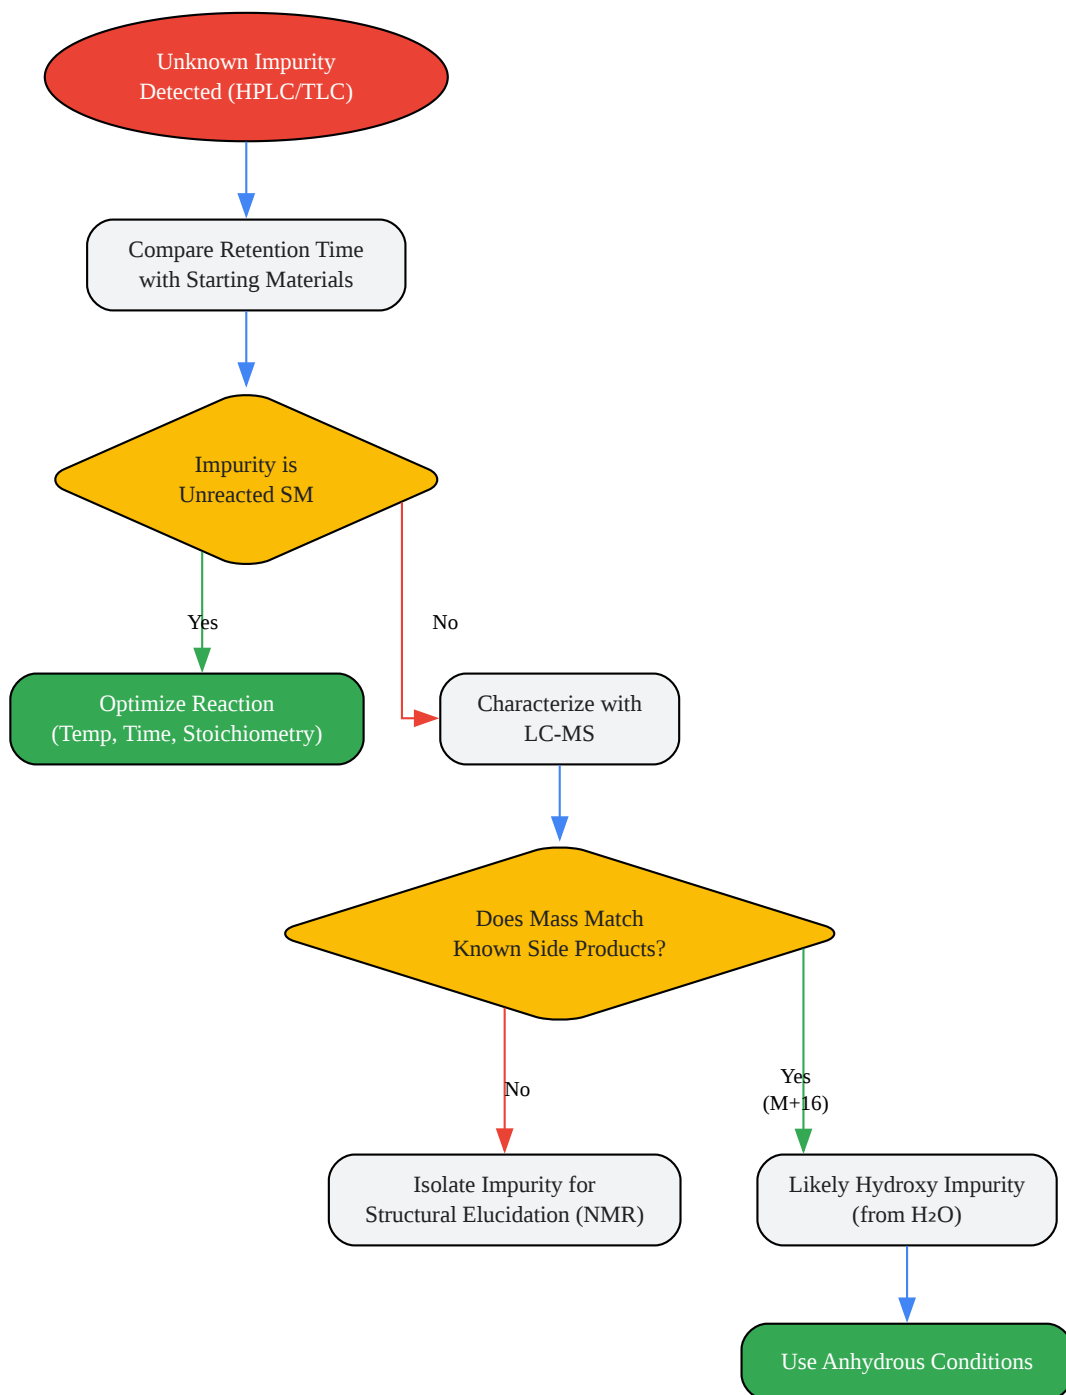 Unknown Impurity
Detected (HPLC/TLC)
Compare Retention Time
with Starting Materials
Impurity is
Unreacted SM
Yes
No
Optimize Reaction
(Temp, Time, Stoichiometry)
Characterize with
LC-MS
Does Mass Match
Known Side Products?
No
Yes
(M+16)
Isolate Impurity for
Structural Elucidation (NMR)
Likely Hydroxy Impurity
(from H₂O)
Use Anhydrous Conditions